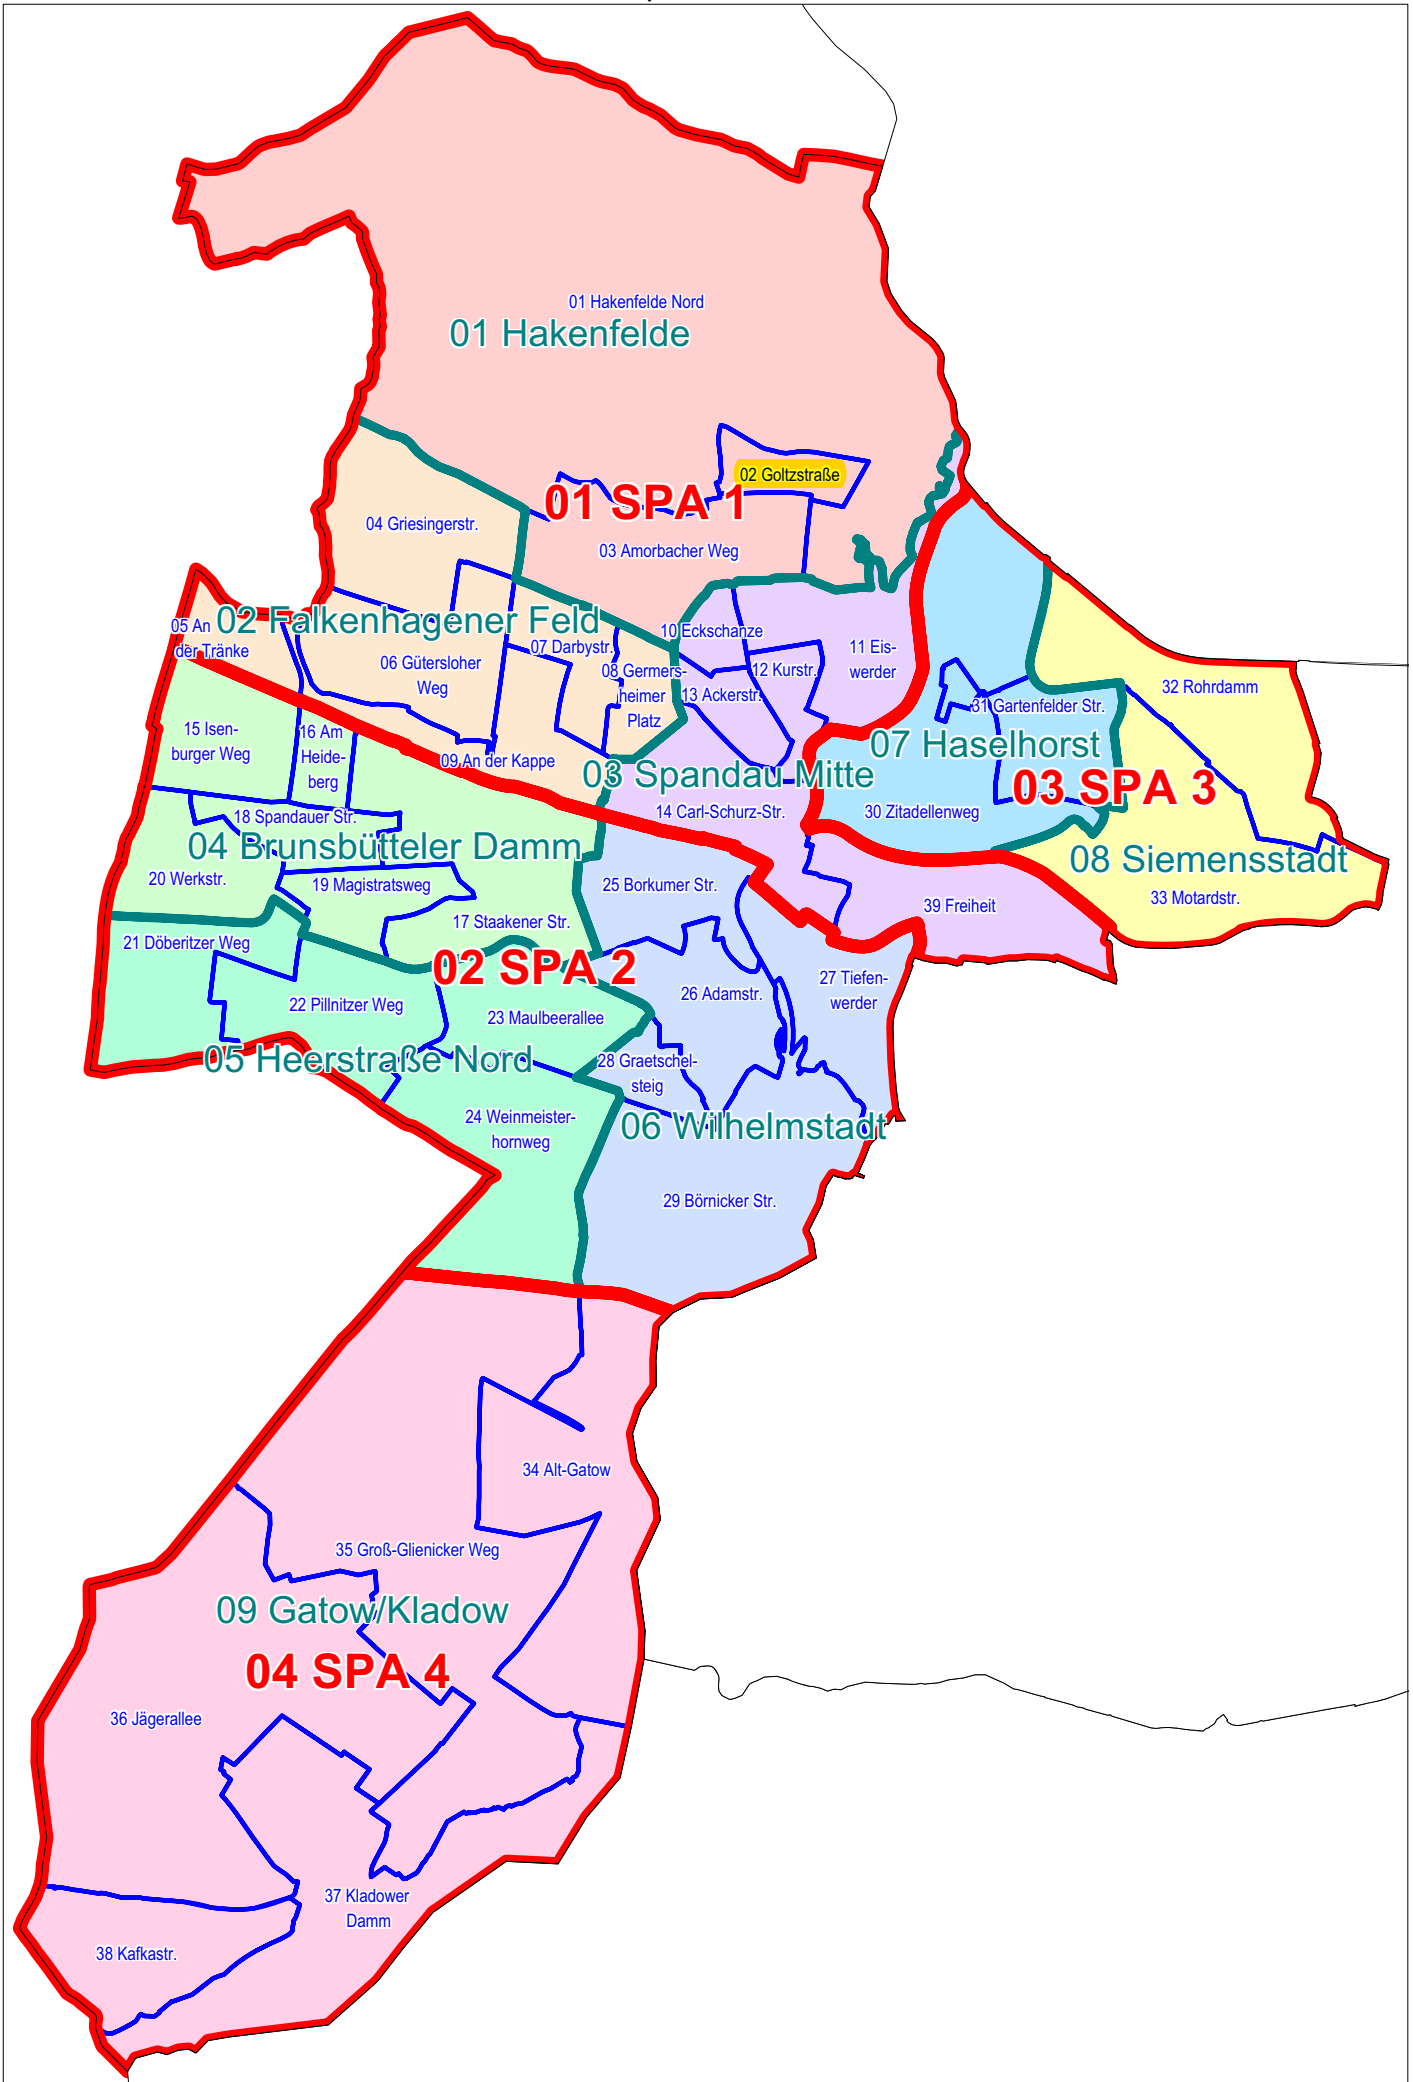 01 Hakenfelde Nord
01 Hakenfelde
02 Goltzstraße
01 SPA 1
04 Griesingerstr.
03 Amorbacher Weg
05 An
der Tränke
02 Falkenhagener Feld
10 Eckschanze
07 Darbystr.
11 Eis-
werder
06 Gütersloher
Weg
08 Germers-
heimer
Platz
12 Kurstr.
13 Ackerstr.
32 Rohrdamm
31 Gartenfelder Str.
15 Isen-
burger Weg
16 Am
Heide-
berg
07 Haselhorst
09 An der Kappe
03 Spandau Mitte
03 SPA 3
14 Carl-Schurz-Str.
30 Zitadellenweg
18 Spandauer Str.
04 Brunsbütteler Damm
08 Siemensstadt
20 Werkstr.
19 Magistratsweg
25 Borkumer Str.
33 Motardstr.
39 Freiheit
17 Staakener Str.
21 Döberitzer Weg
02 SPA 2
27 Tiefen-
werder
26 Adamstr.
22 Pillnitzer Weg
23 Maulbeerallee
05 Heerstraße Nord
28 Graetschel-
steig
24 Weinmeister-
hornweg
06 Wilhelmstadt
29 Börnicker Str.
34 Alt-Gatow
35 Groß-Glienicker Weg
09 Gatow/Kladow
04 SPA 4
36 Jägerallee
37 Kladower
Damm
38 Kafkastr.